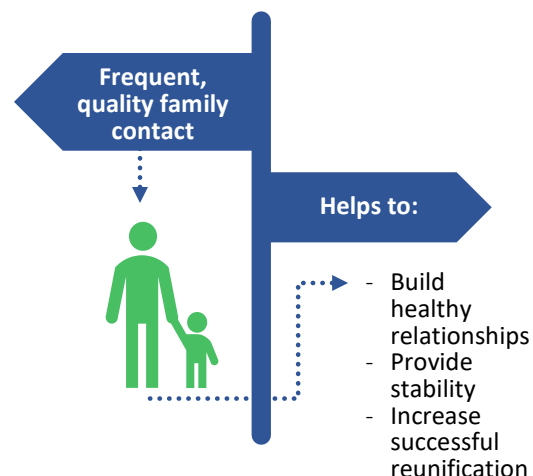 Frequent,
quality family
contact
Helps to:
- Build
healthy
relationships
- Provide
stability
- Increase
successful
reunification